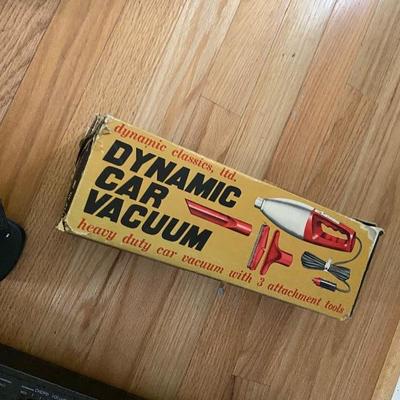 dynamic classics, ltd.
DYNAMIC
CAR
VACUUM
heavy duty car vacuum with 3 attachment tools